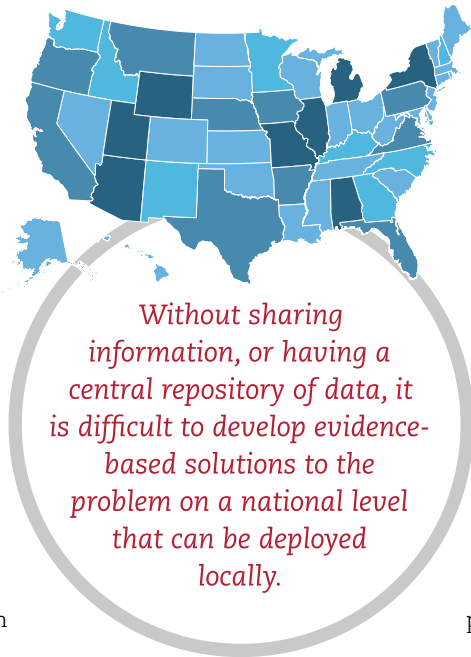 Without sharing
information, or having a
central repository of data, it
is difficult to develop evidence-
based solutions to the
problem on a national level
that can be deployed
locally.